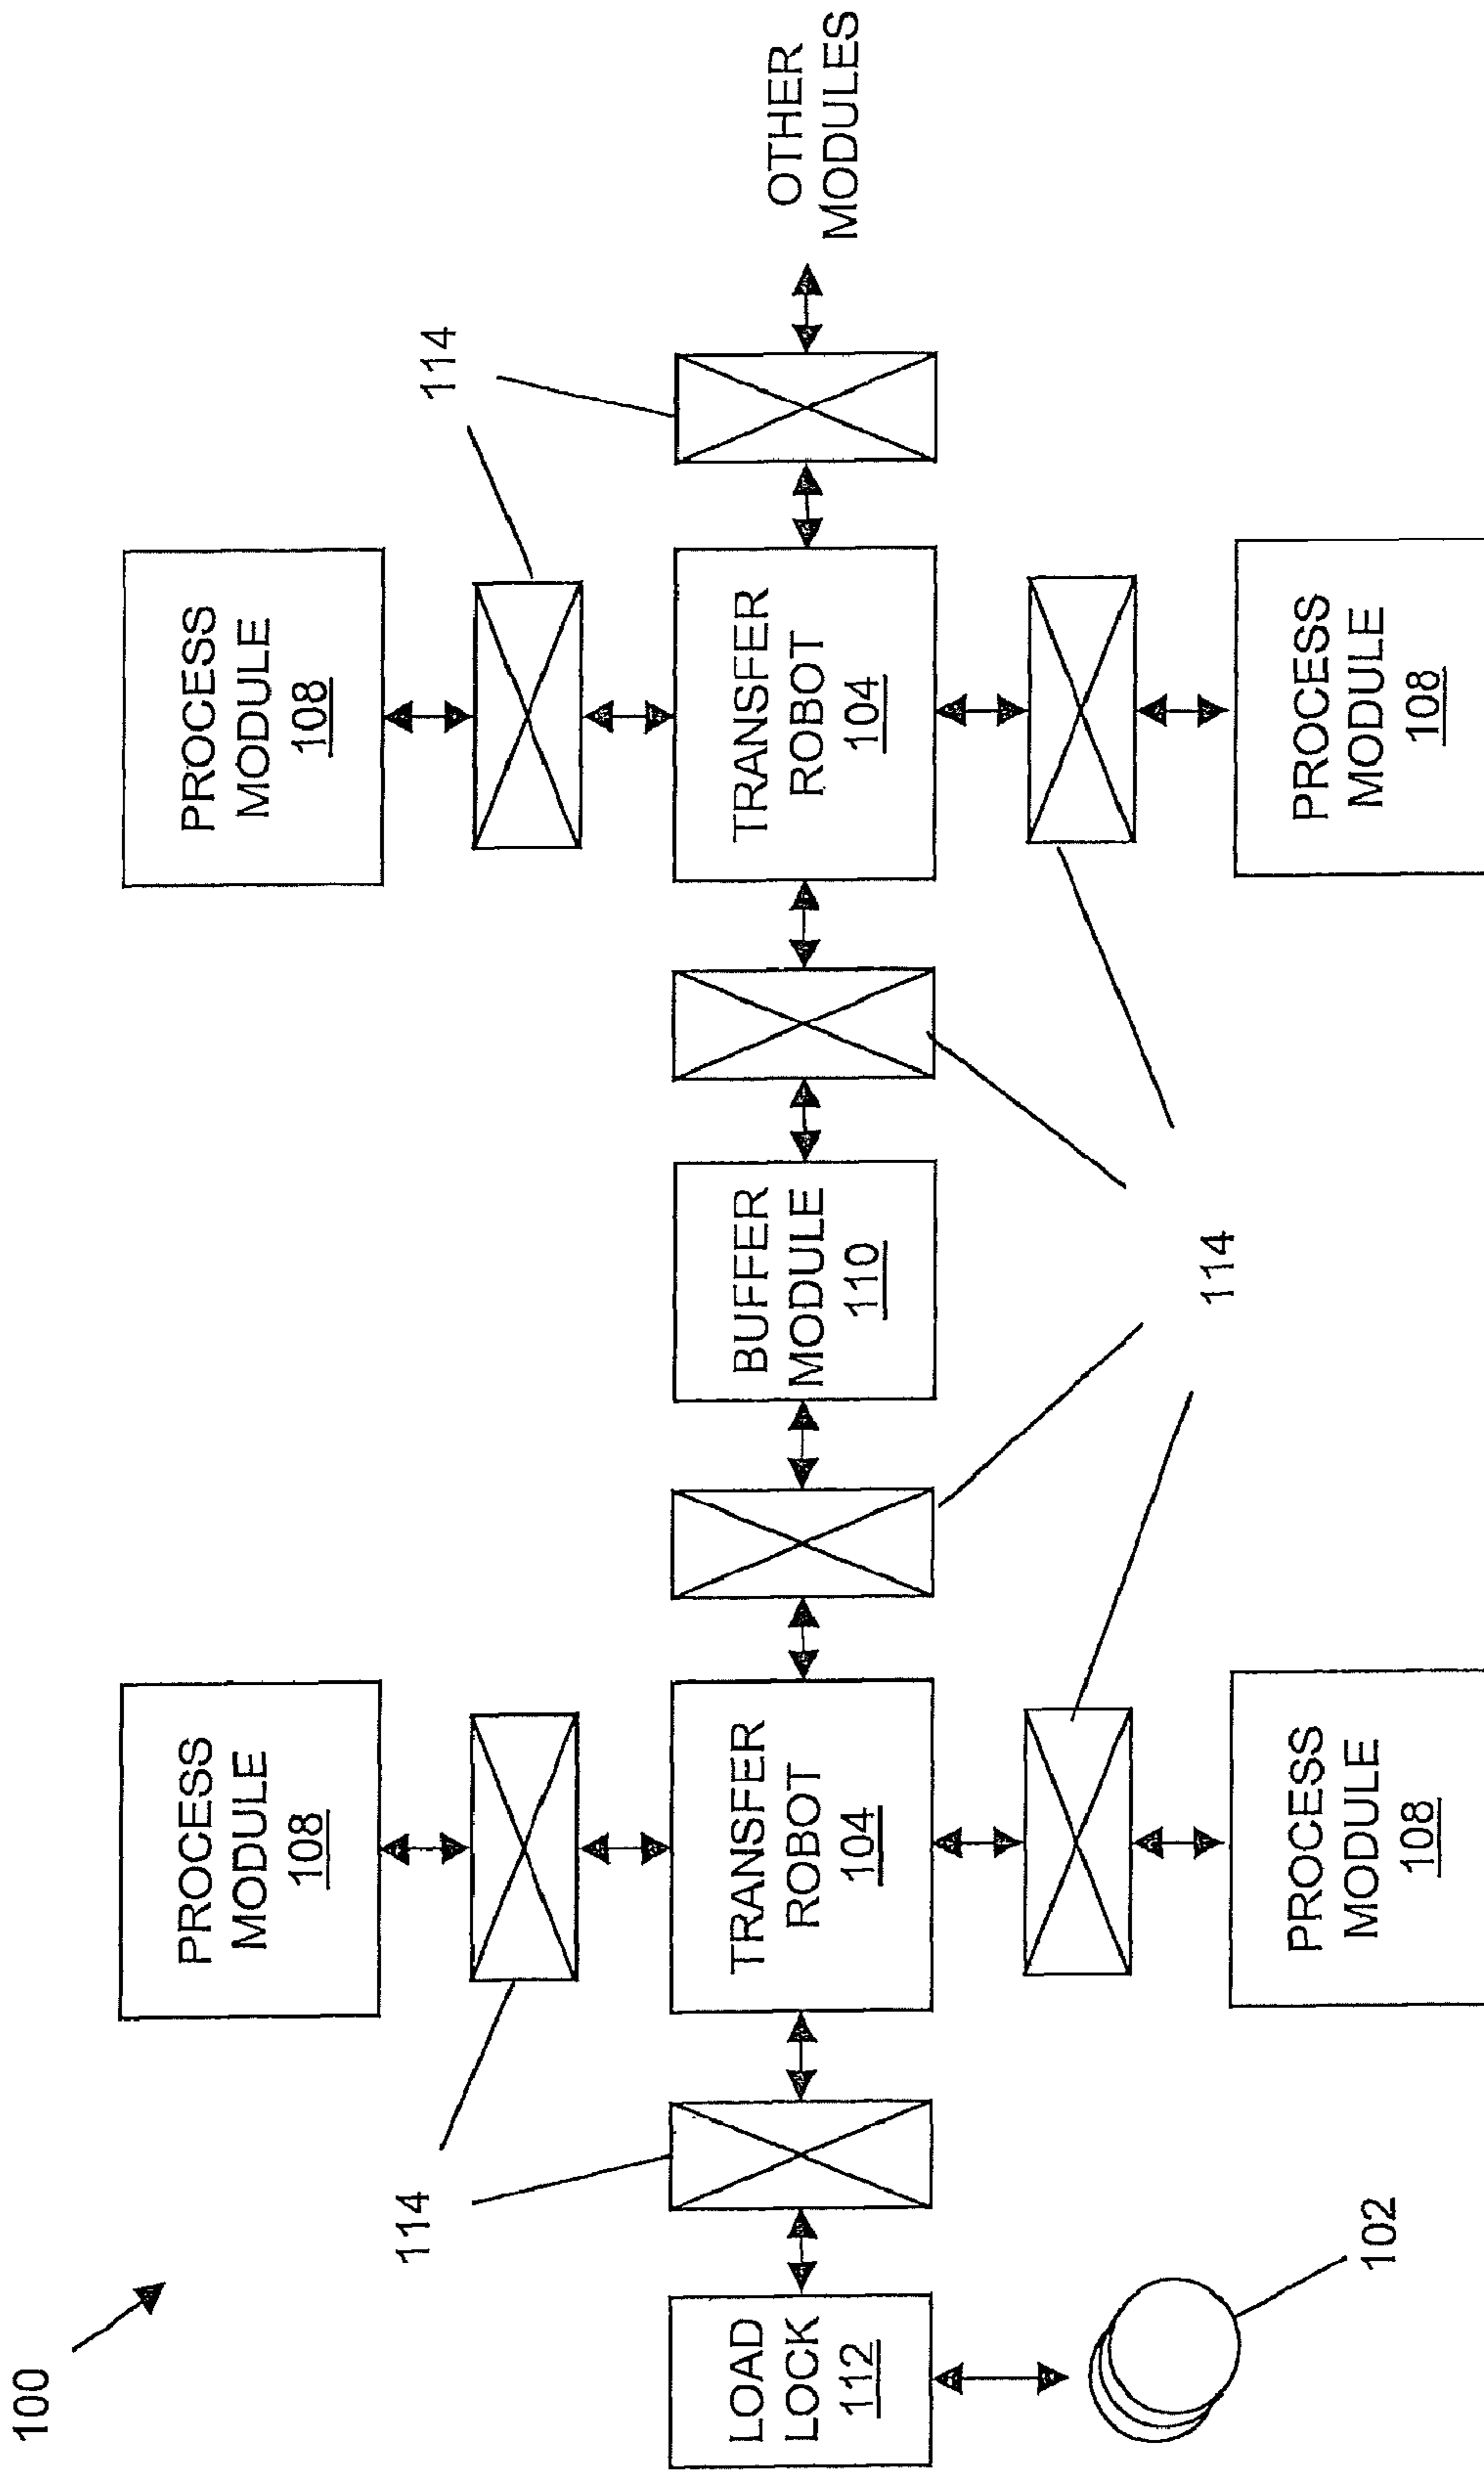 100
114
114
PROCESS
MODULE
108
PROCESS
MODULE
108
LOAD
LOCK
112
TRANSFER
ROBOT
104
BUFFER
MODULE
110
TRANSFER
ROBOT
104
OTHER
MODULES
102
PROCESS
MODULE
108
114
PROCESS
MODULE
108